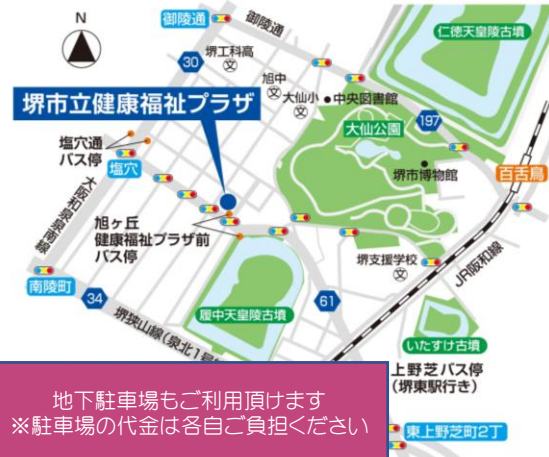 N
御陵通
御陵通
仁徳天皇陵古墳
30
堺工科高
文
旭中
文
大仙小
文
中央図書館
堺市立健康福祉プラザ
大仙公園
197
塩穴通
バス停
塩穴
堺市博物館
百舌鳥
大阪和泉泉南線
旭ヶ丘
健康福祉プラザ前
バス停
堺支援学校
文
JR阪和線
南陵町
34
堺狭山線(泉北1号
履中天皇陵古墳
61
いたすけ古墳
上野芝バス停
(堺東駅行き)
地下駐車場もご利用頂けます
※駐車場の代金は各自ご負担ください
東上野芝町2丁